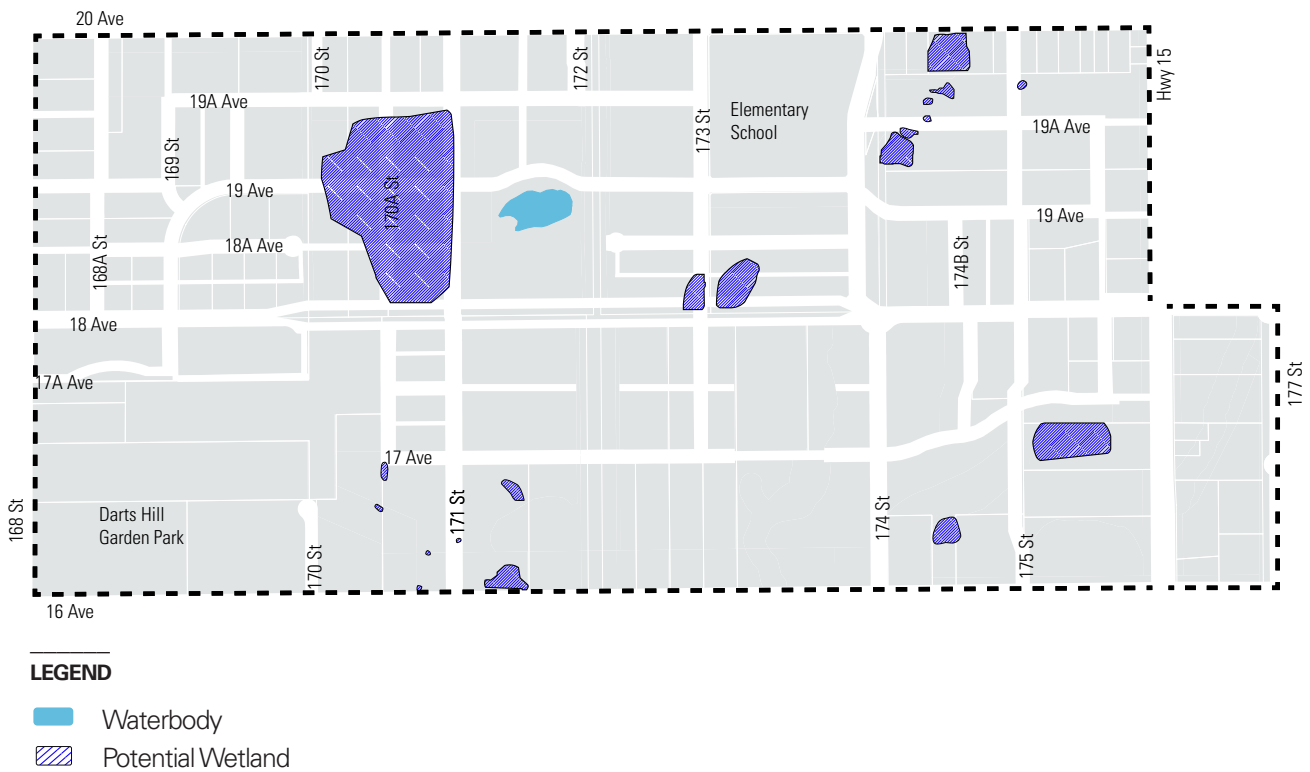 20 Ave
170 St
172 St
Hwy 15
19A Ave
Elementary
School
173 St
19A Ave
169 St
19 Ave
170A St
19 Ave
18A Ave
168A St
174B St
18 Ave
17A Ave
177 St
17 Ave
168 St
Darts Hill
Garden Park
171 St
174 St
170 St
175 St
16 Ave
LEGEND
Waterbody
Potential Wetland